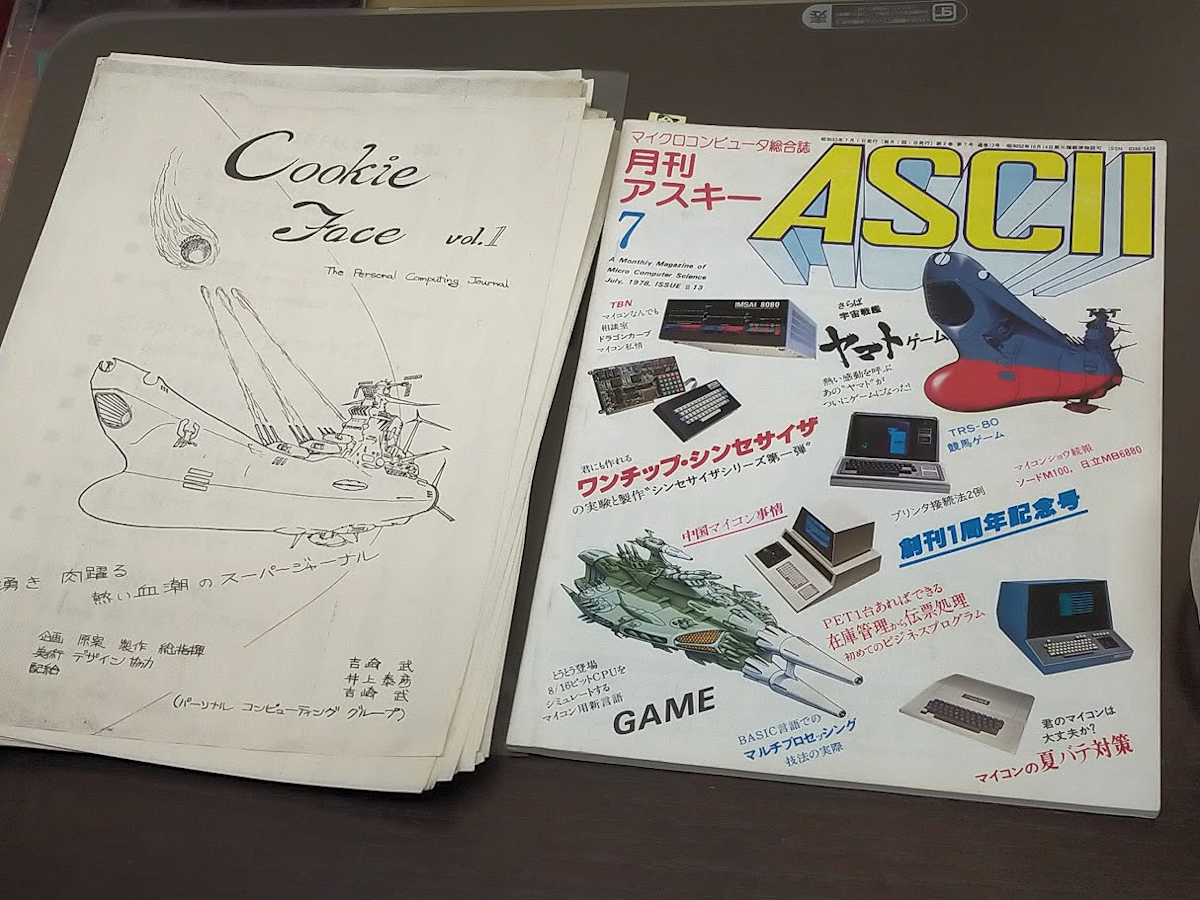 Cookie
Face vol.1
The Personal Computing Journal
湧き 肉躍る
熱い血潮のスーパージャーナル
企画 原案 製作 総指揮
美術 デザイン協力
配給
吉崎 武
井上泰彦
吉崎 武
(パーソナル コンピューティング グループ)
マイクロコンピュータ総合誌
月刊
アスキー
ASCII
7
A Monthly Magazine of
Micro Computer Science
July, 1978, ISSUE # 13
TBN
マイコンなんでも
相談室
ドラゴンカーブ
マイコン私情
IMSAI 8080
さらば
宇宙戦艦
ヤマトゲーム
熱い感動を呼ぶ
あの"ヤマト"が
ついにゲームになった!
君にも作れる
ワンチップ・シンセサイザ
の実験と製作"シンセサイザシリーズ第一弾"
TRS-80
競馬ゲーム
マイコンショウ続報
ソードM100、日立MB6880
プリンタ接続法2例
中国マイコン事情
創刊1周年記念号
PET1台あればできる
在庫管理から伝票処理
初めてのビジネスプログラム
とうとう登場
8/16ビットCPUを
シミュレートする
マイコン用新言語
GAME
BASIC言語での
マルチプロセッシング
技法の実際
君のマイコンは
大丈夫か?
マイコンの夏バテ対策